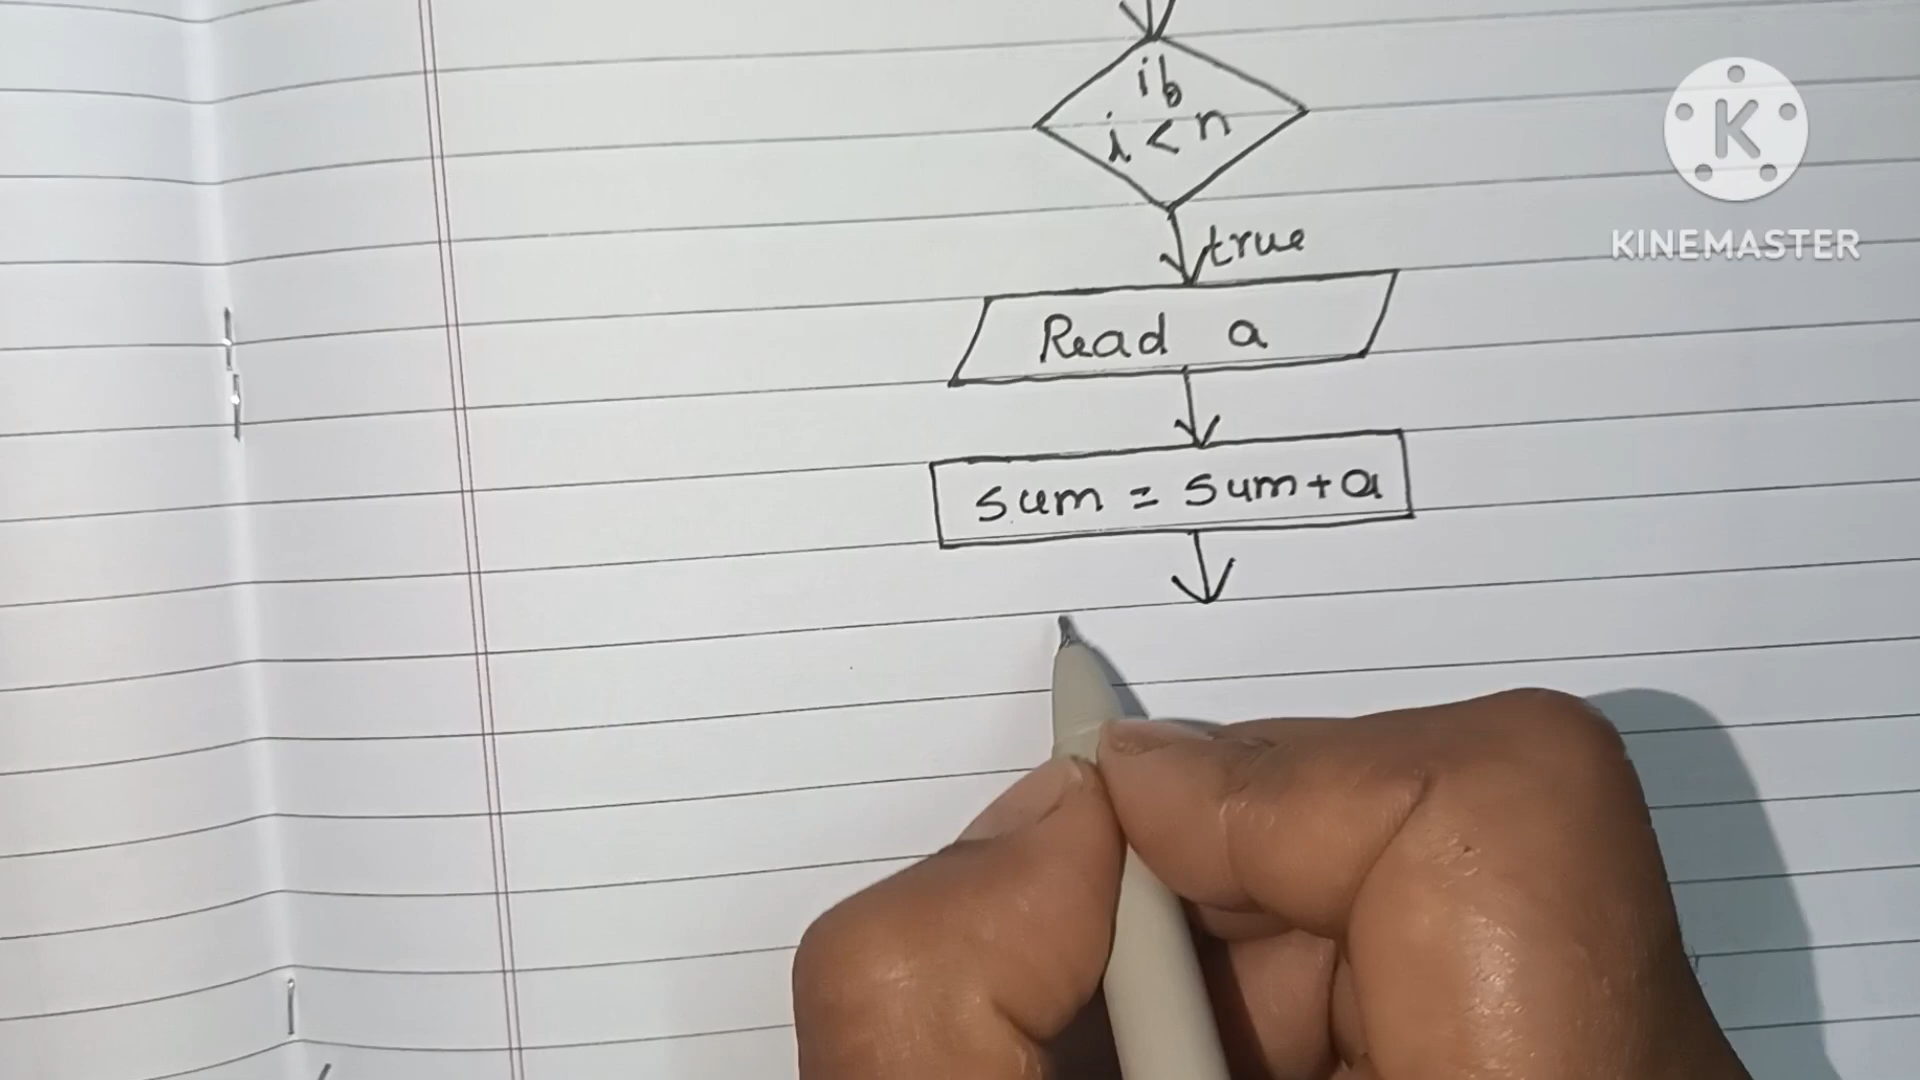 if
i < n
true
Read a
sum = sum+a
K
KINEMASTER